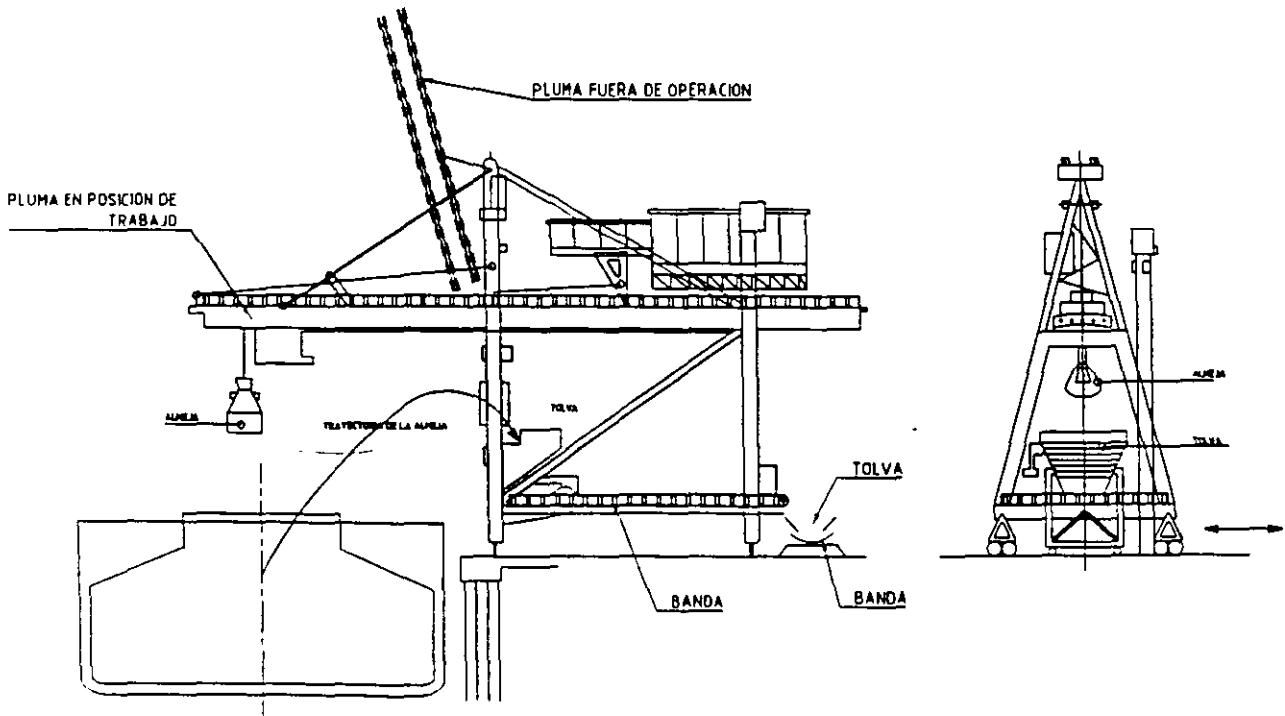 PLUMA FUERA DE OPERACION
PLUMA EN POSICION DE
TRABAJO
ALMEJA
TRAYECTORIA DE LA ALMEJA
TOLVA
TOLVA
BANDA
BANDA
ALMEJA
TOLVA